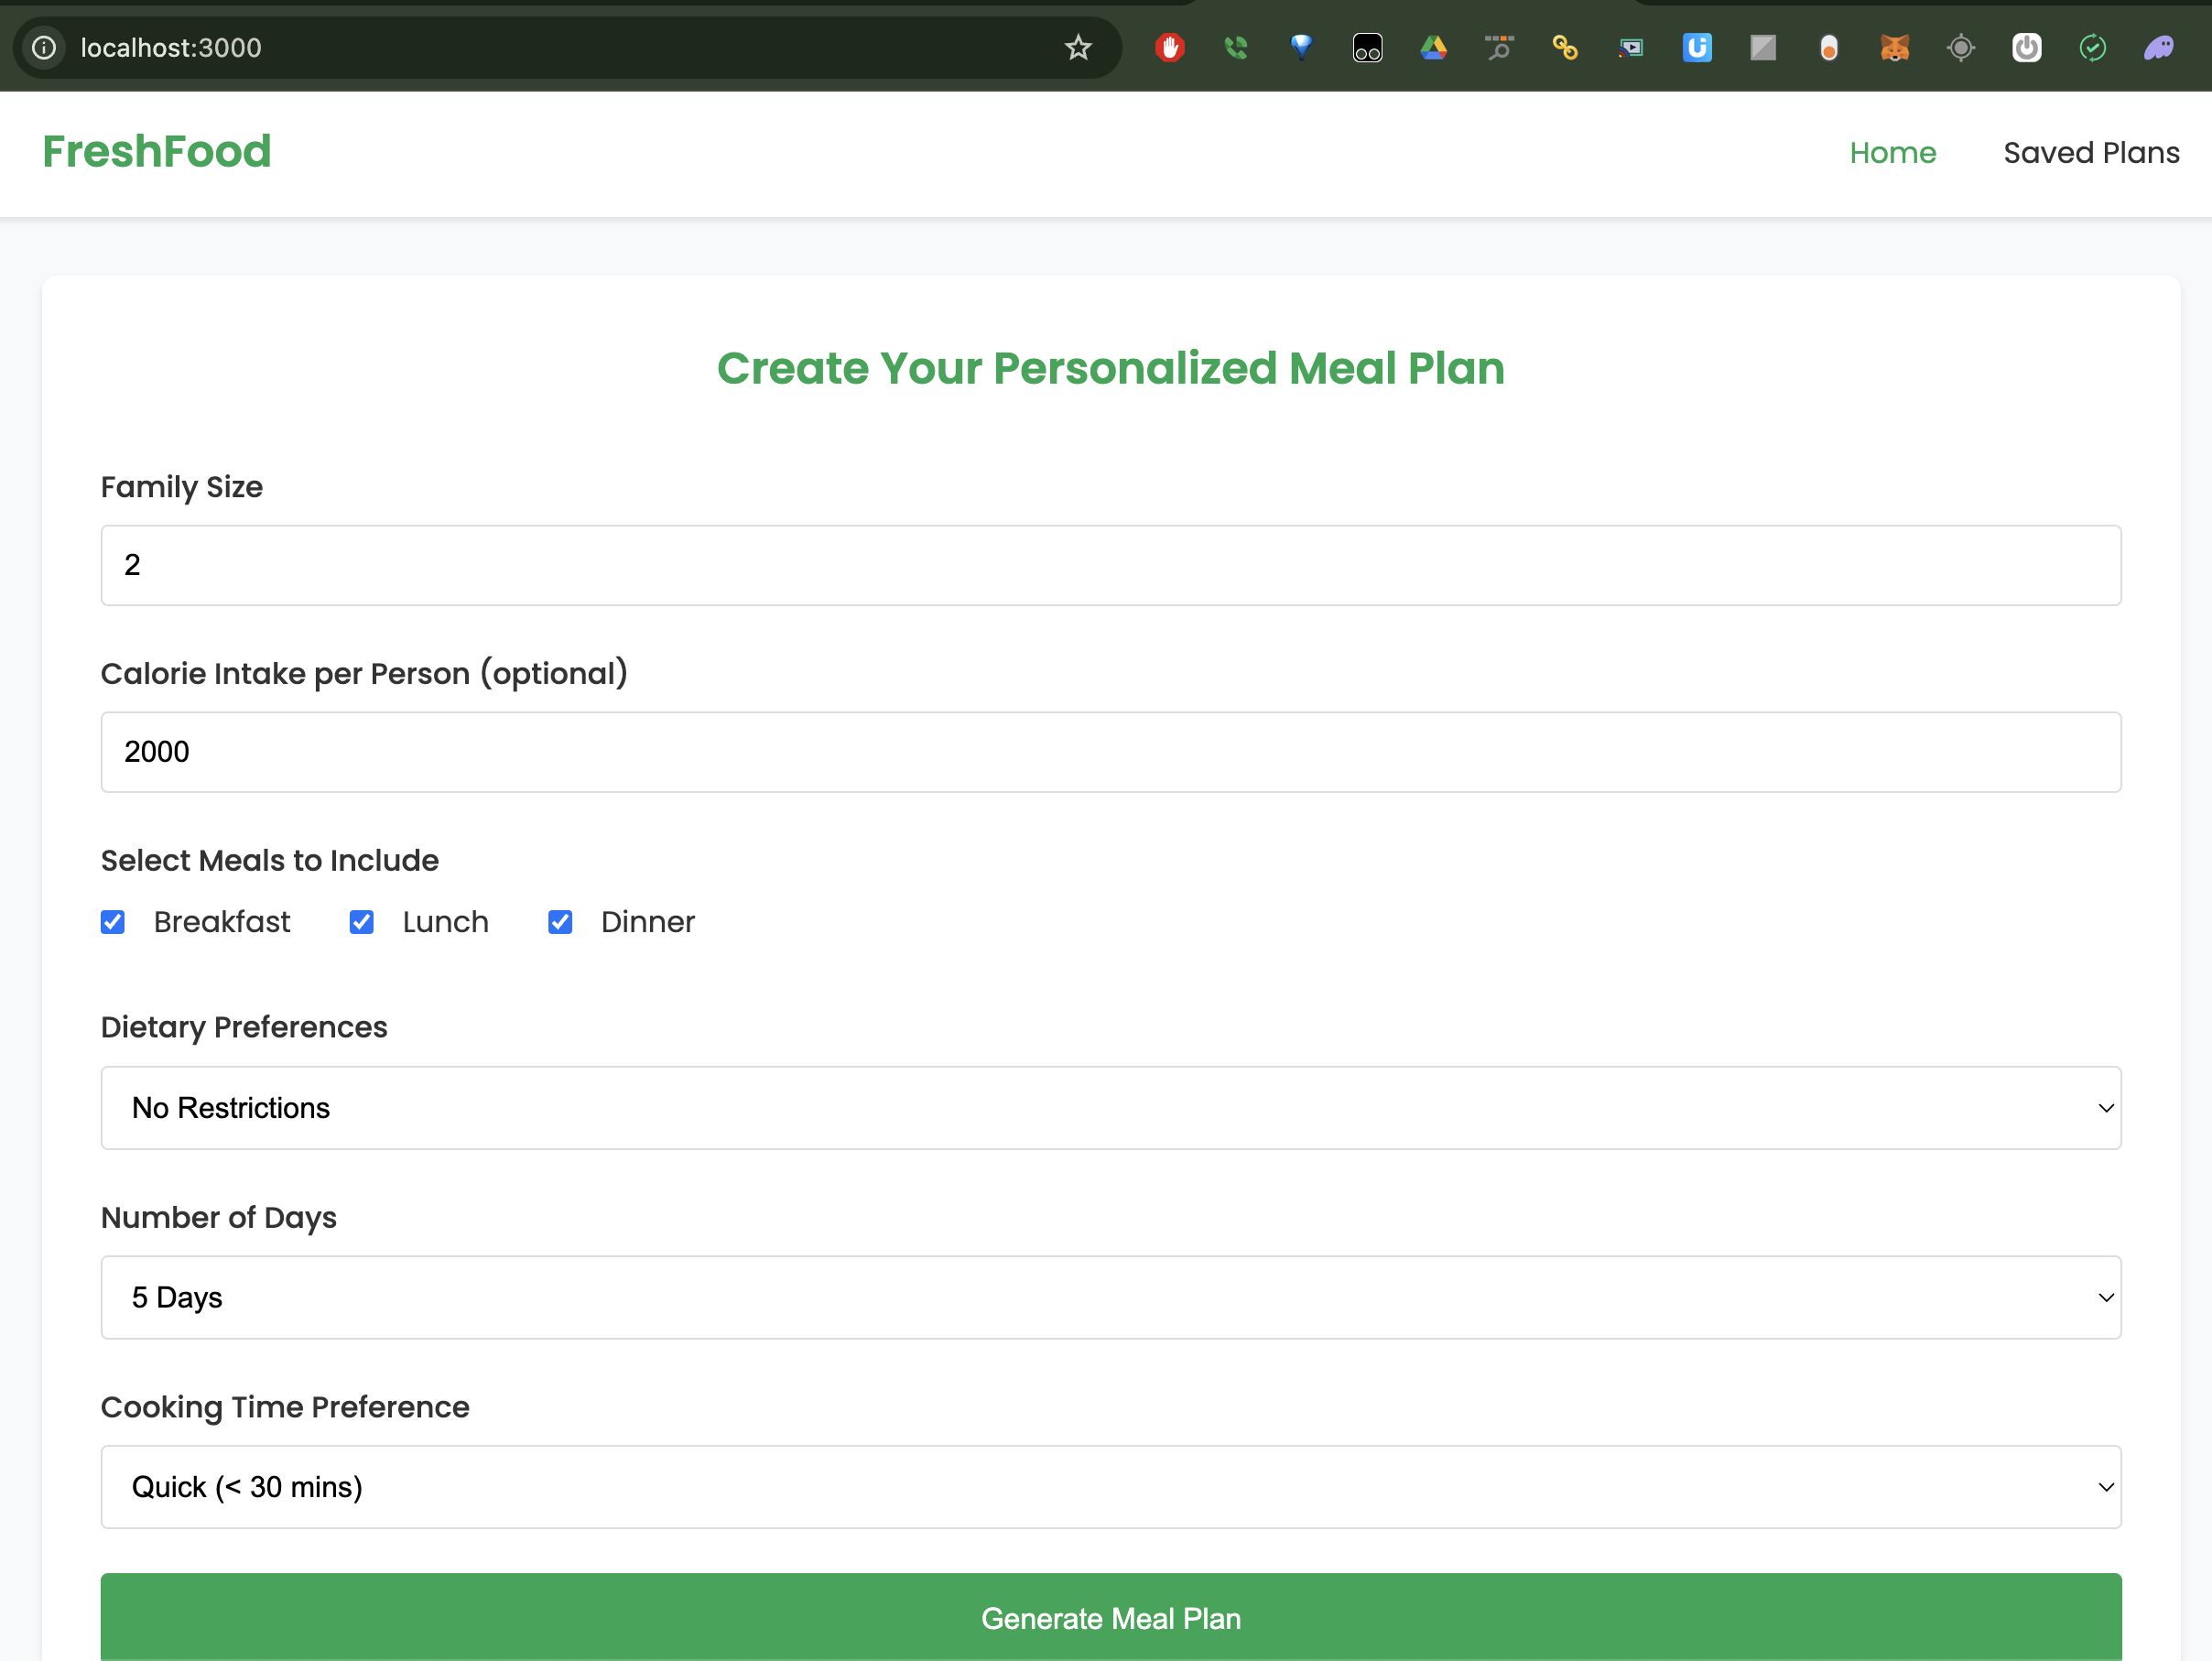 localhost:3000
FreshFood
Home Saved Plans
Create Your Personalized Meal Plan
Family Size
2
Calorie Intake per Person (optional)
2000
Select Meals to Include
Breakfast Lunch Dinner
Dietary Preferences
No Restrictions
Number of Days
5 Days
Cooking Time Preference
Quick (< 30 mins)
Generate Meal Plan